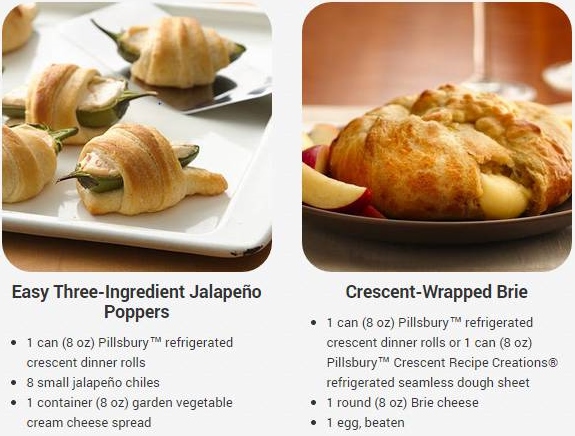 Easy Three-Ingredient Jalapeño
Poppers
• 1 can (8 oz) Pillsbury™ refrigerated
crescent dinner rolls
• 8 small jalapeño chiles
• 1 container (8 oz) garden vegetable
cream cheese spread
Crescent-Wrapped Brie
• 1 can (8 oz) Pillsbury™ refrigerated
crescent dinner rolls or 1 can (8 oz)
Pillsbury™ Crescent Recipe Creations®
refrigerated seamless dough sheet
• 1 round (8 oz) Brie cheese
• 1 egg, beaten